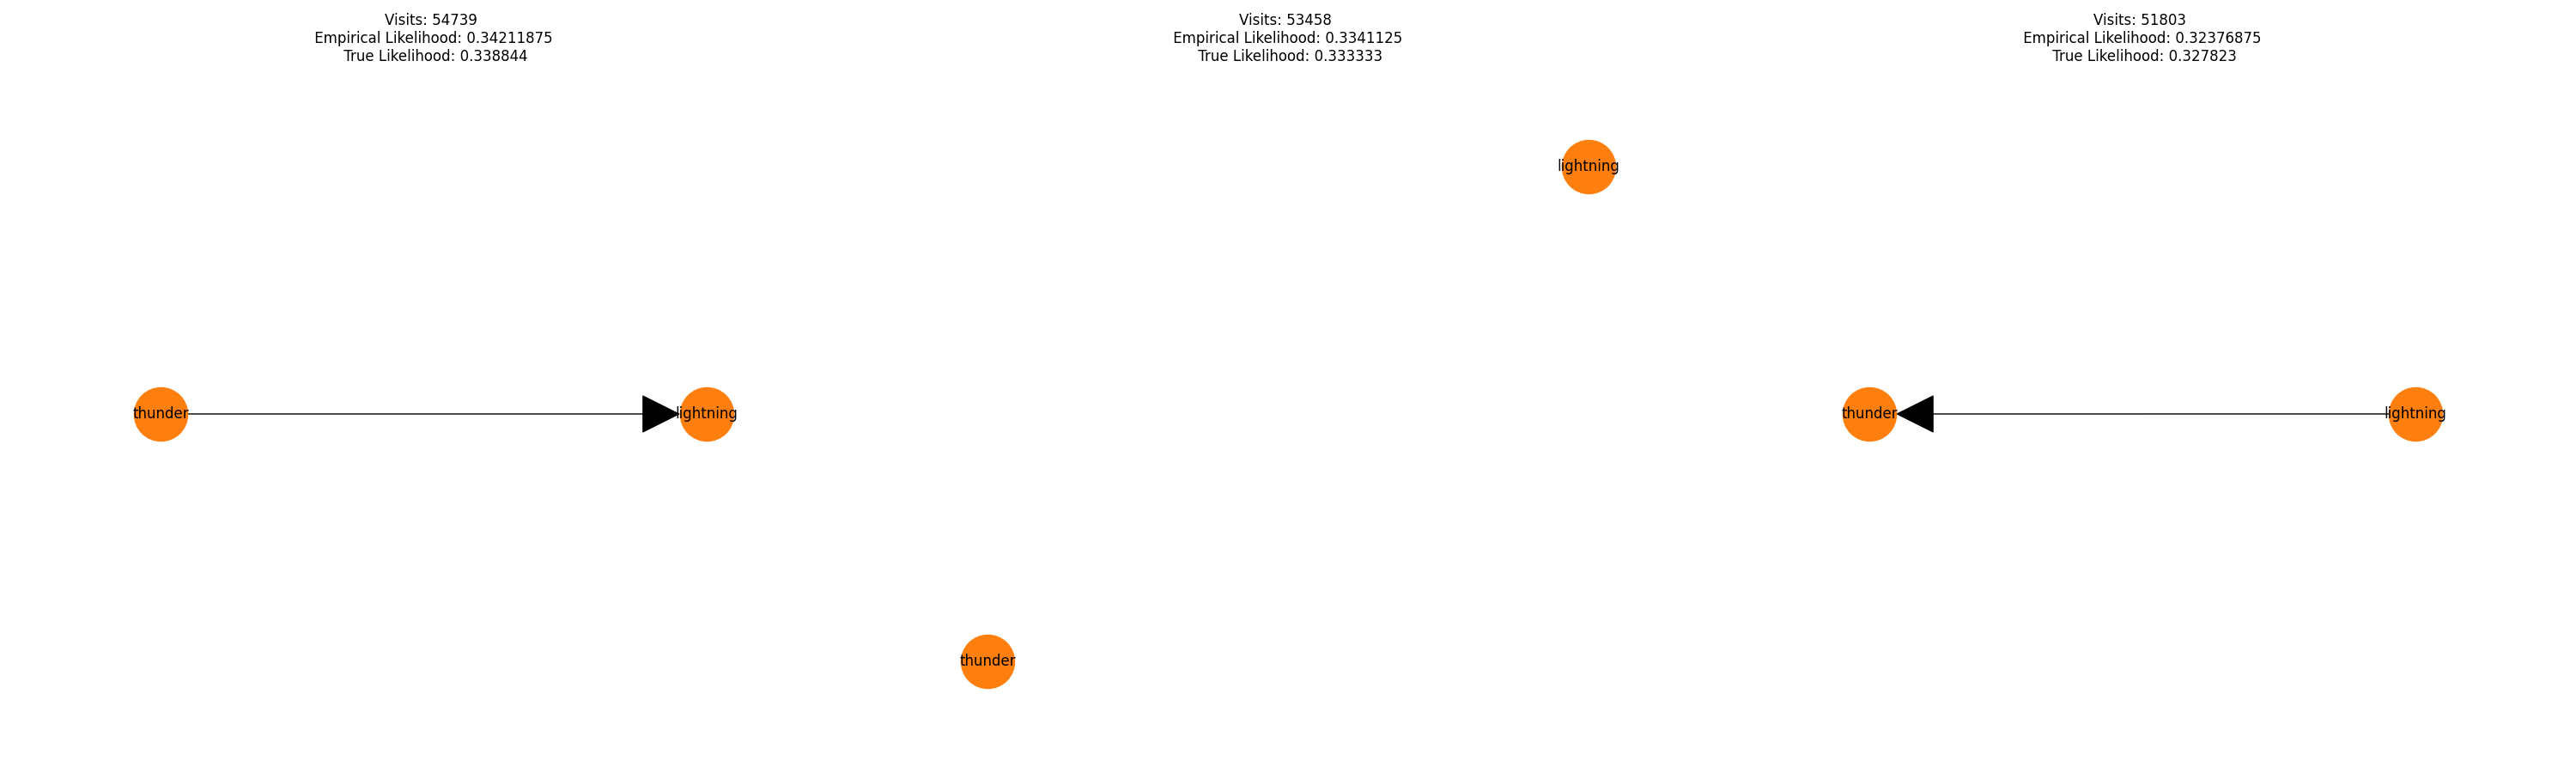 Visits: 54739
Empirical Likelihood: 0.34211875
True Likelihood: 0.338844
thunder
lightning
Visits: 53458
Empirical Likelihood: 0.3341125
True Likelihood: 0.333333
lightning
thunder
Visits: 51803
Empirical Likelihood: 0.32376875
True Likelihood: 0.327823
thunder
lightning